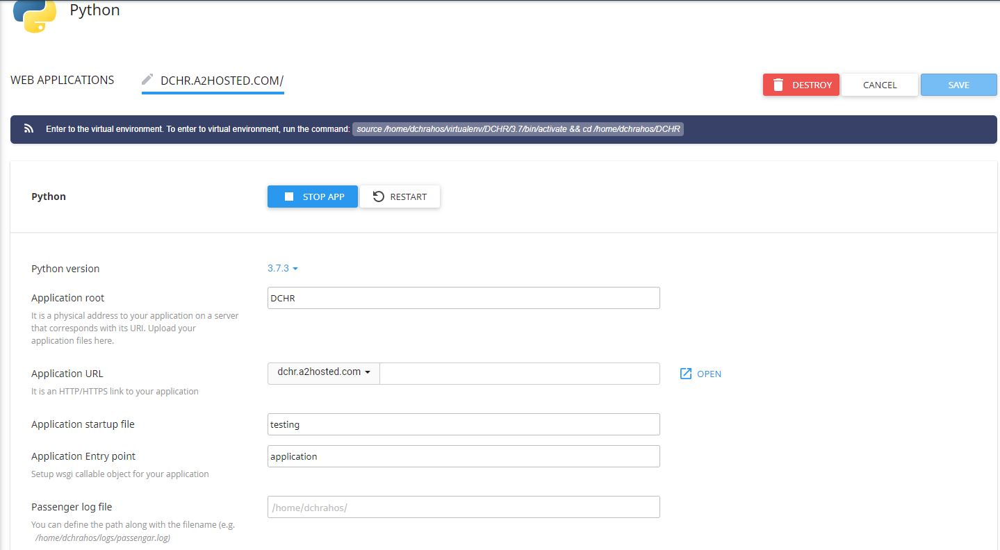 Python
WEB APPLICATIONS
DCHR.A2HOSTED.COM/
DESTROY
CANCEL
SAVE
Enter to the virtual environment. To enter to virtual environment, run the command: source /home/dchrahos/virtualenv/DCHR/3.7/bin/activate && cd /home/dchrahos/DCHR
Python
STOP APP
RESTART
Python version
3.7.3
Application root
DCHR
It is a physical address to your application on a server
that corresponds with its URI. Upload your
application files here.
Application URL
dchr.a2hosted.com
OPEN
It is an HTTP/HTTPS link to your application
Application startup file
testing
Application Entry point
application
Setup wsgi callable object for your application
Passenger log file
/home/dchrahos/
You can define the path along with the filename (e.g.
/home/dchrahos/logs/passengar.log)